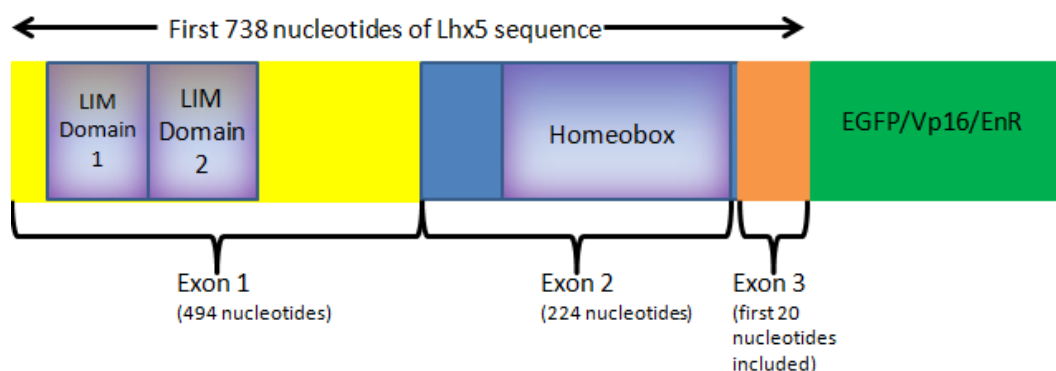 First 738 nucleotides of Lhx5 sequence
LIM
Domain
1
LIM
Domain
2
Homeobox
EGFP/Vp16/EnR
Exon 1
(494 nucleotides)
Exon 2
(224 nucleotides)
Exon 3
(first 20
nucleotides
included)